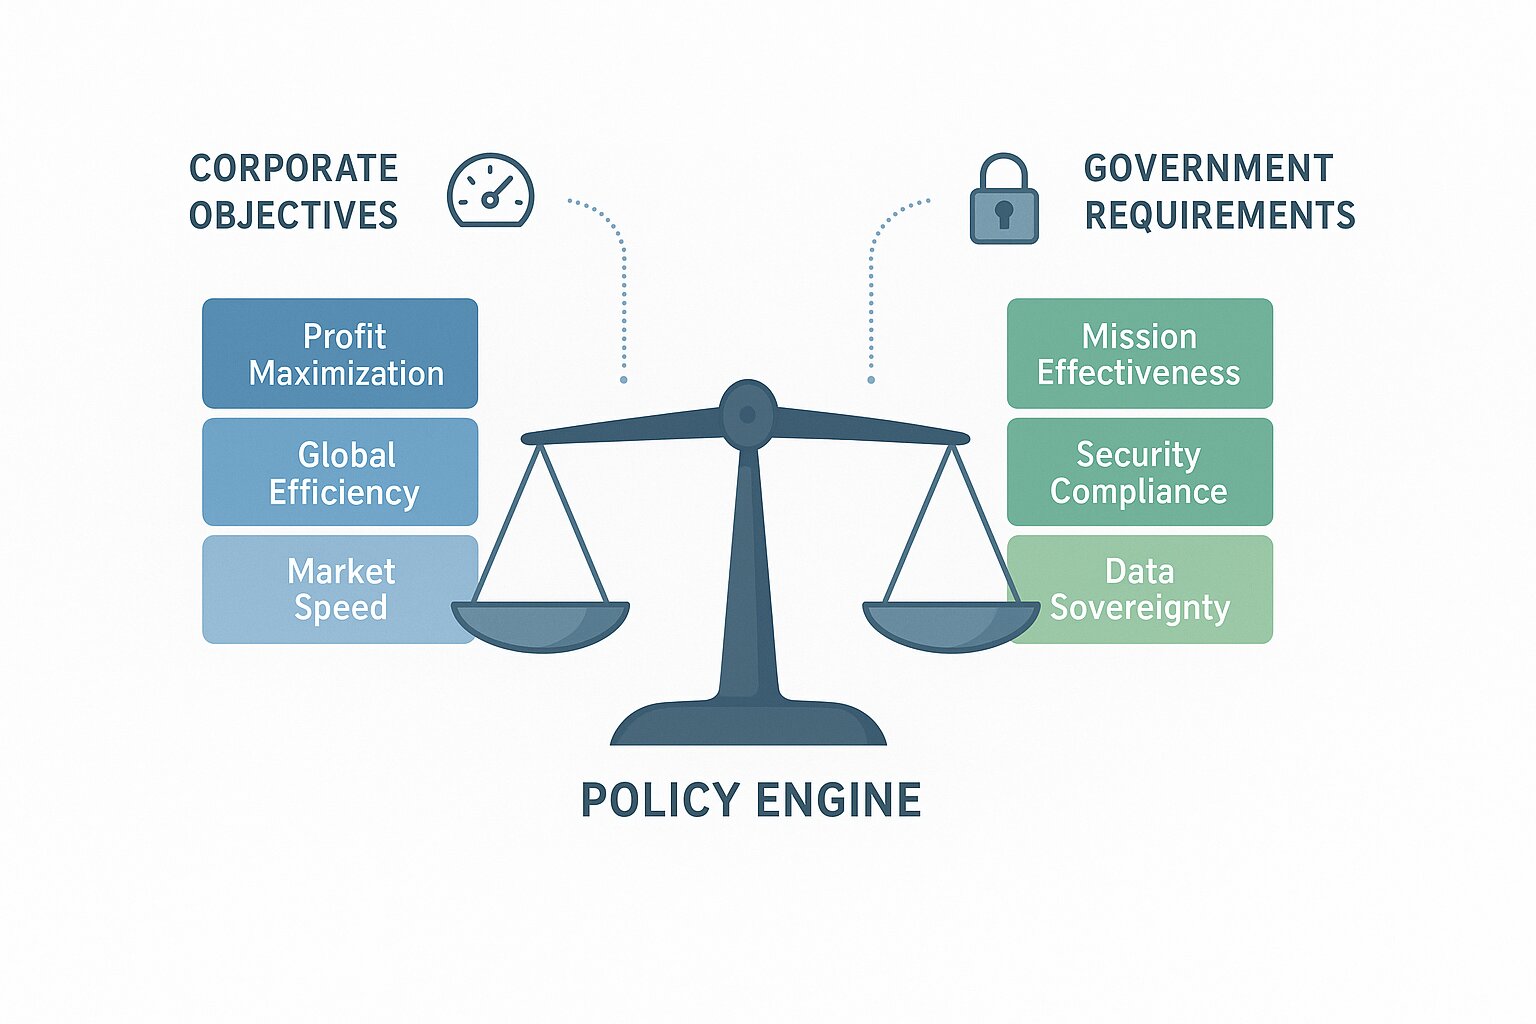 CORPORATE
OBJECTIVES
GOVERNMENT
REQUIREMENTS
Profit
Maximization
Global
Efficiency
Market
Speed
Mission
Effectiveness
Security
Compliance
Data
Sovereignty
POLICY ENGINE